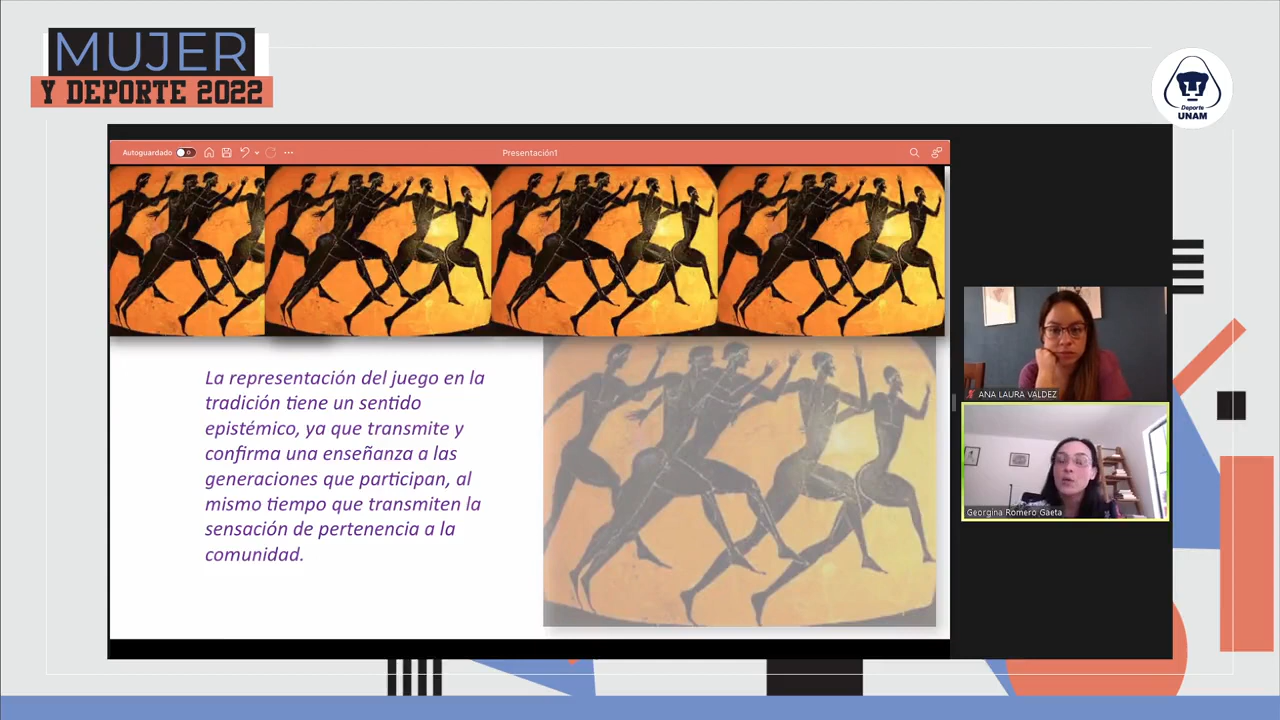 MUJER
Y DEPORTE 2022
Deporte
UNAM
Autoguardado
Presentación1
La representación del juego en la
tradición tiene un sentido
epistémico, ya que transmite y
confirma una enseñanza a las
generaciones que participan, al
mismo tiempo que transmiten la
sensación de pertenencia a la
comunidad.
ANA LAURA VALDEZ
Georgina Romero Gaeta